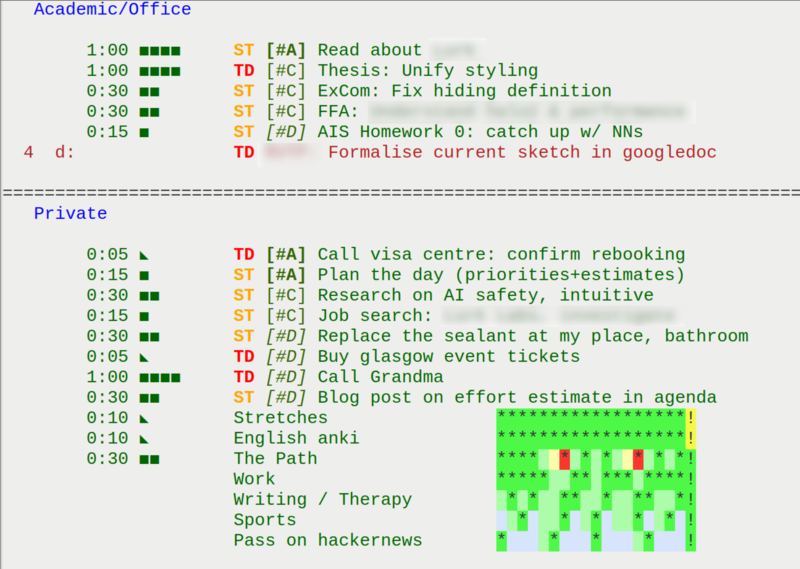 Academic/Office
1:00 ■■■■ ST [#A] Read about
1:00 ■■■■ TD [#C] Thesis: Unify styling
0:30 ■■ ST [#C] ExCom: Fix hiding definition
0:30 ■■ ST [#C] FFA:
0:15 ■ ST [#D] AIS Homework 0: catch up w/ NNs
4 d: TD Formalise current sketch in googledoc
================================================================================
Private
0:05 ◣ TD [#A] Call visa centre: confirm rebooking
0:15 ■ ST [#A] Plan the day (priorities+estimates)
0:30 ■■ ST [#C] Research on AI safety, intuitive
0:15 ■ ST [#C] Job search:
0:30 ■■ ST [#D] Replace the sealant at my place, bathroom
0:05 ◣ TD [#D] Buy glasgow event tickets
1:00 ■■■■ TD [#D] Call Grandma
0:30 ■■ ST [#D] Blog post on effort estimate in agenda
0:10 ◣ Stretches ******************!
0:10 ◣ English anki ******************!
0:30 ■■ The Path **** * * * * * *!
Work ***** ** *** ****!
Writing / Therapy * * ** * ** *!
Sports * * * * *!
Pass on hackernews * * * *!